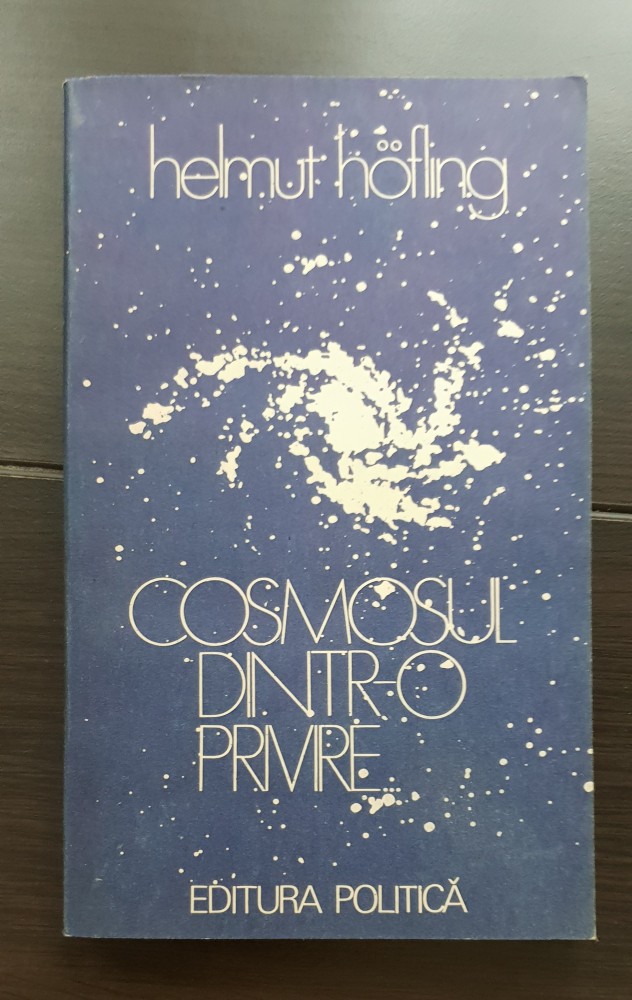 helmut höfling
COSMOSUL
DINTR-O
PRIVIRE...
EDITURA POLITICĂ